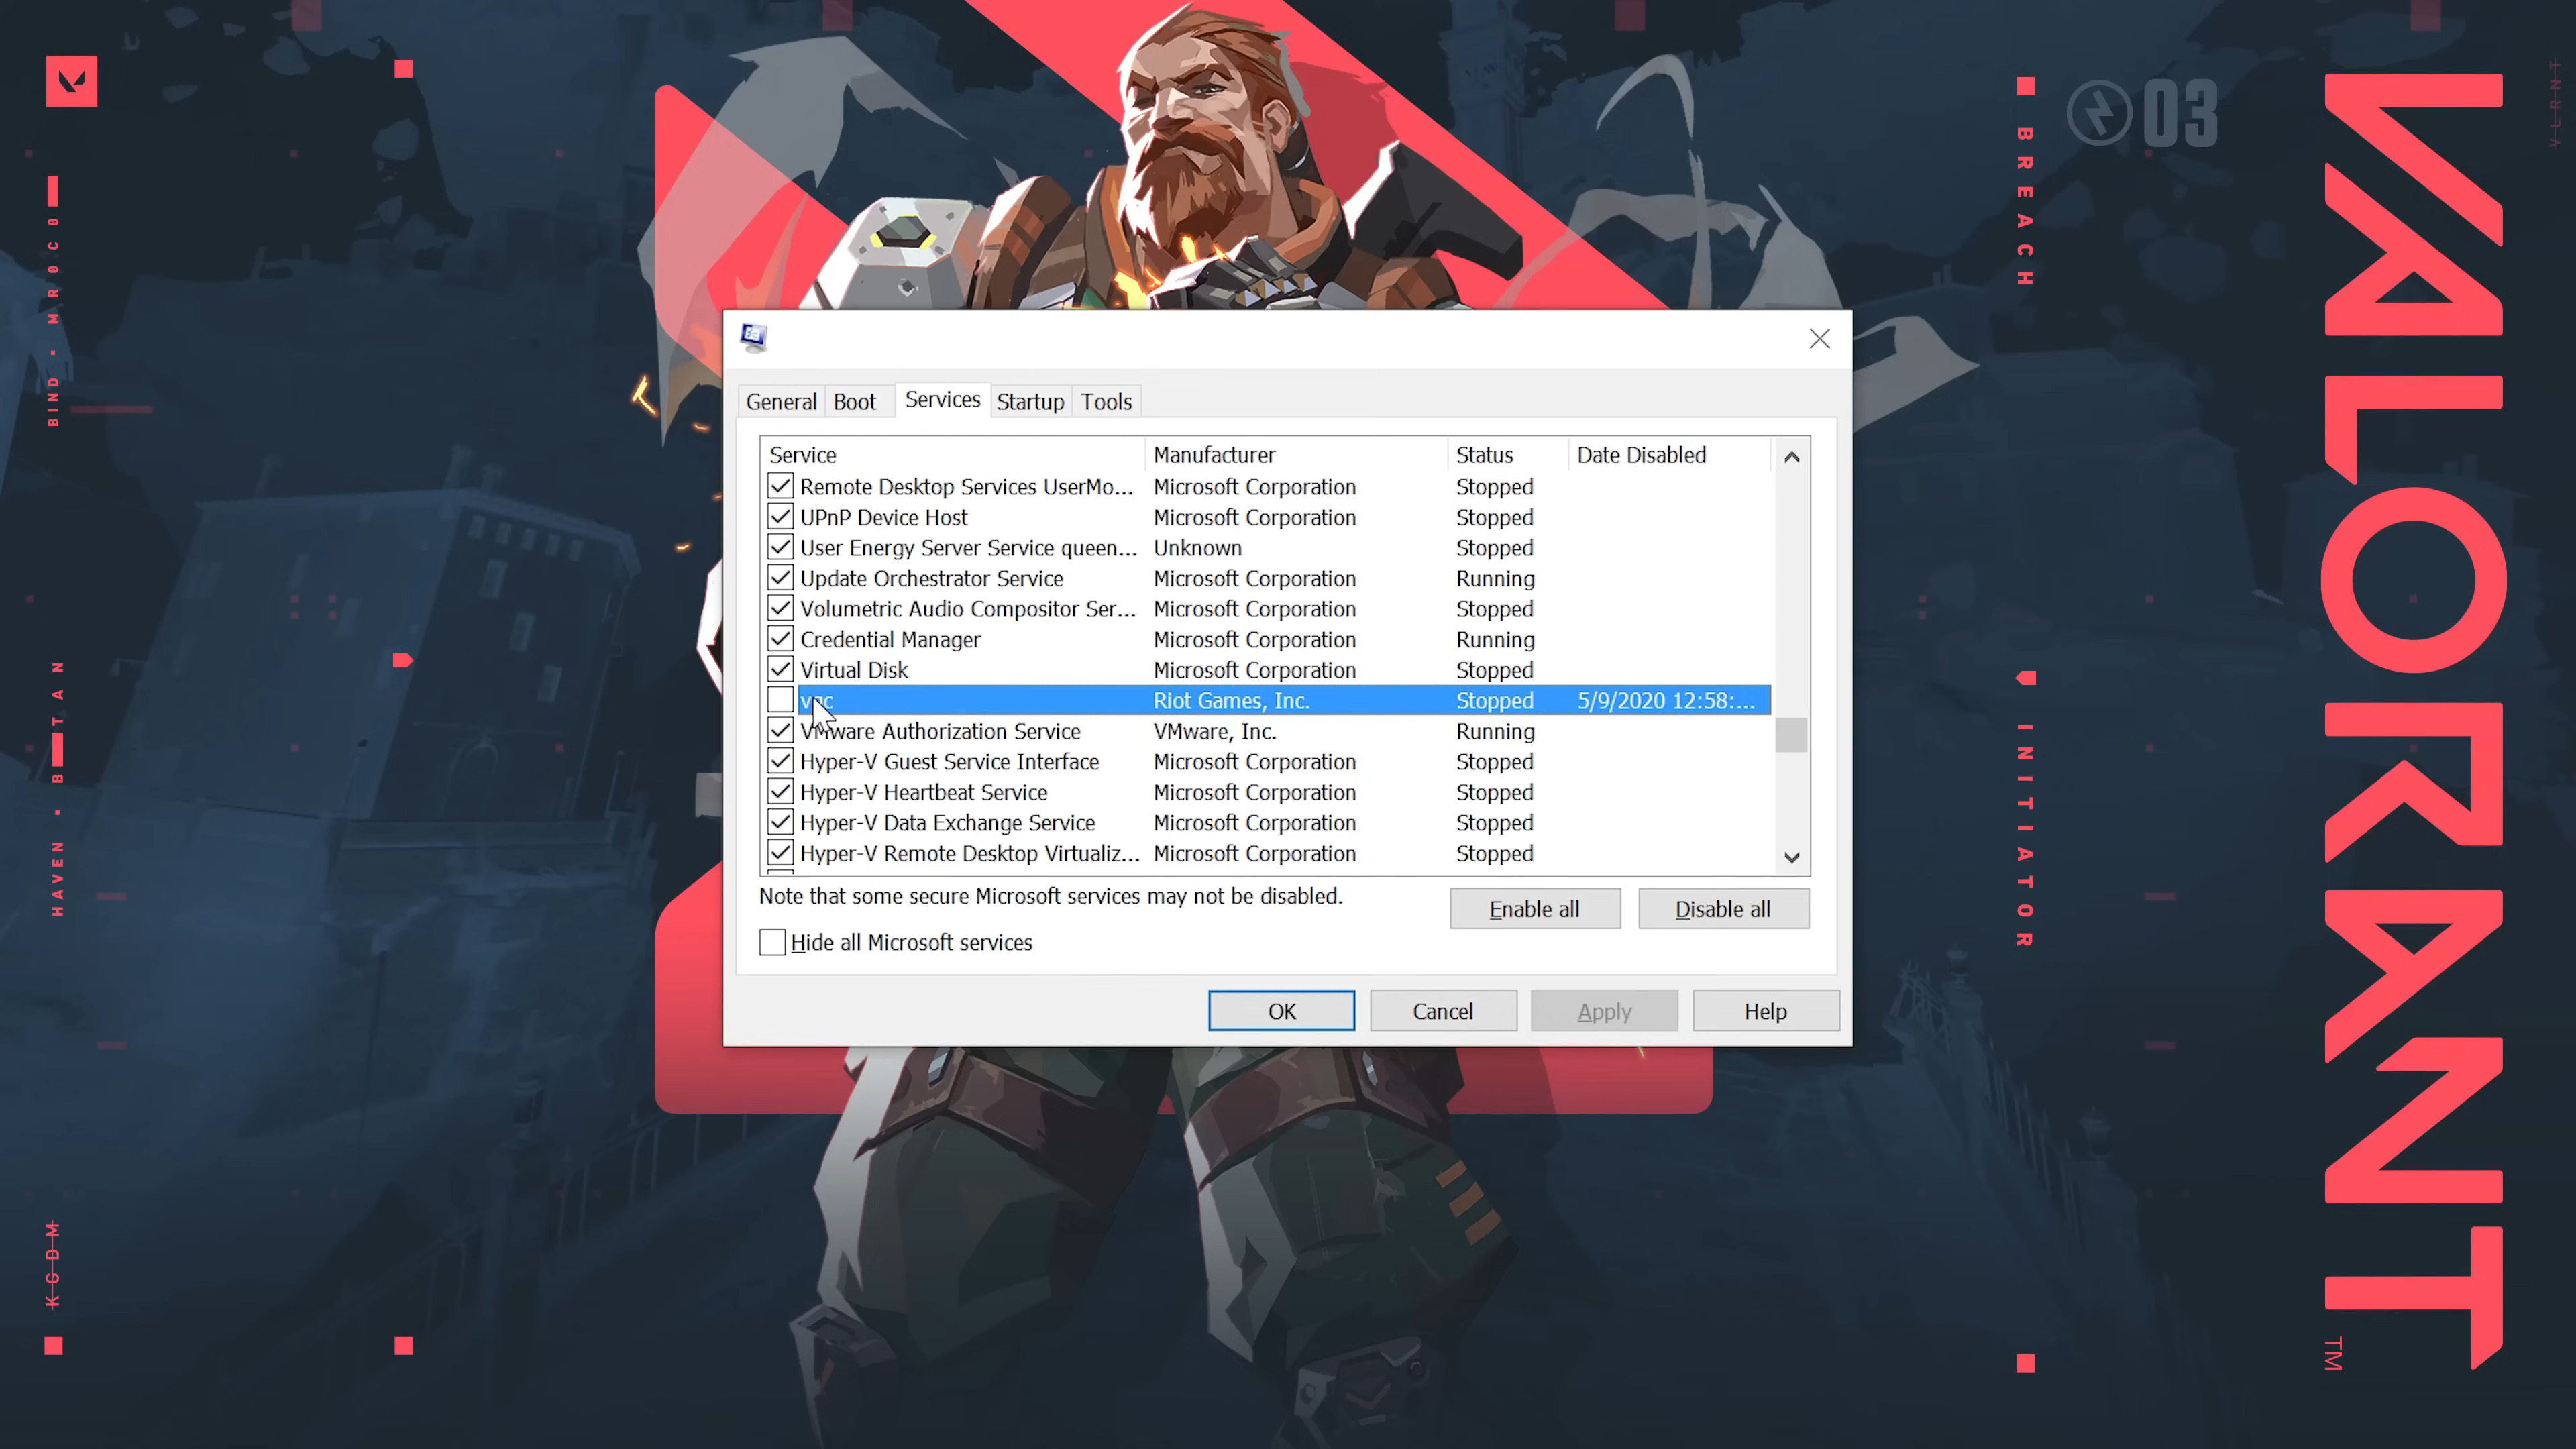 General Boot Services Startup Tools
Service Manufacturer Status Date Disabled
Remote Desktop Services UserMo... Microsoft Corporation Stopped
UPnP Device Host Microsoft Corporation Stopped
User Energy Server Service queen... Unknown Stopped
Update Orchestrator Service Microsoft Corporation Running
Volumetric Audio Compositor Ser... Microsoft Corporation Stopped
Credential Manager Microsoft Corporation Running
Virtual Disk Microsoft Corporation Stopped
Riot Games, Inc. Stopped 5/9/2020 12:58:...
VMware Authorization Service VMware, Inc. Running
Hyper-V Guest Service Interface Microsoft Corporation Stopped
Hyper-V Heartbeat Service Microsoft Corporation Stopped
Hyper-V Data Exchange Service Microsoft Corporation Stopped
Hyper-V Remote Desktop Virtualiz... Microsoft Corporation Stopped
Note that some secure Microsoft services may not be disabled.
Enable all Disable all
Hide all Microsoft services
OK Cancel Apply Help
BREACH
03
INITIATOR
VALORANT
TM
VLRNT
KGDM